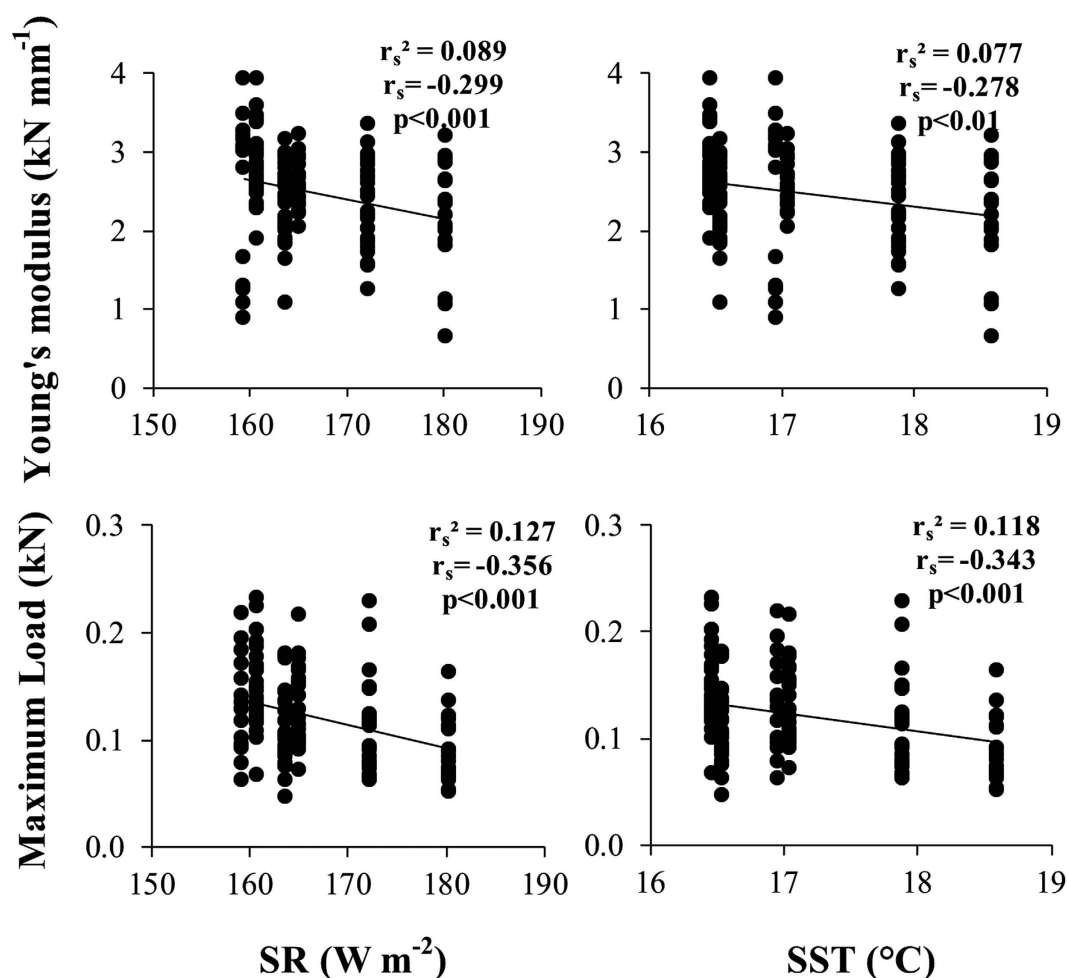 Young's modulus (kN mm⁻¹)
4
3
2
1
0
150 160 170 180 190
rₛ² = 0.089
rₛ= -0.299
p<0.001
4
3
2
1
0
16 17 18 19
rₛ² = 0.077
rₛ= -0.278
p<0.01
Maximum Load (kN)
0.3
0.2
0.1
0.0
150 160 170 180 190
rₛ² = 0.127
rₛ= -0.356
p<0.001
SR (W m⁻²)
0.3
0.2
0.1
0.0
16 17 18 19
rₛ² = 0.118
rₛ= -0.343
p<0.001
SST (°C)